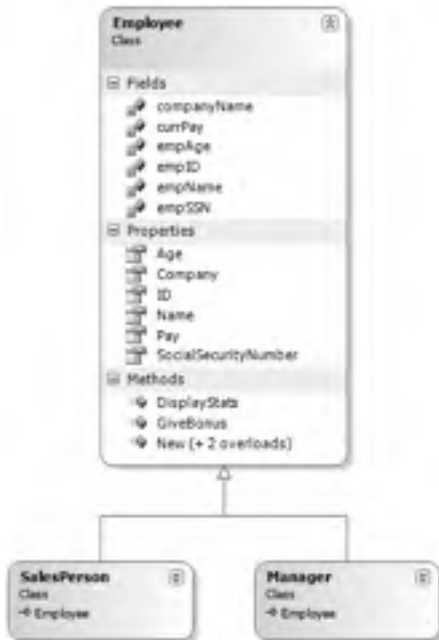 Employee
Class
Fields
companyName
currPay
empAge
empID
empName
empSSN
Properties
Age
Company
ID
Name
Pay
SocialSecurityNumber
Methods
DisplayStats
GiveBonus
New (+ 2 overloads)
SalesPerson
Class
Employee
Manager
Class
Employee